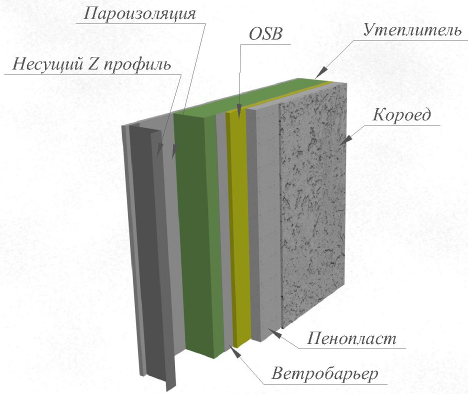 Пароизоляция
OSB
Утеплитель
Несущий Z профиль
Короед
Пенопласт
Ветробарьер